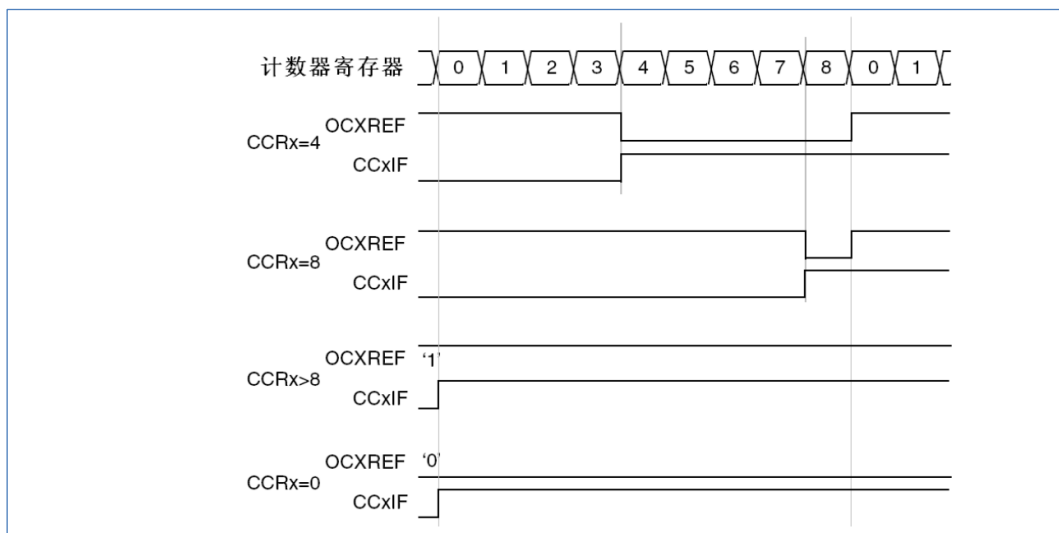 计数器寄存器 0 1 2 3 4 5 6 7 8 0 1
OCXREF
CCRx=4
CCxIF
OCXREF
CCRx=8
CCxIF
OCXREF ‘1’
CCRx>8
CCxIF
OCXREF ‘0’
CCRx=0
CCxIF